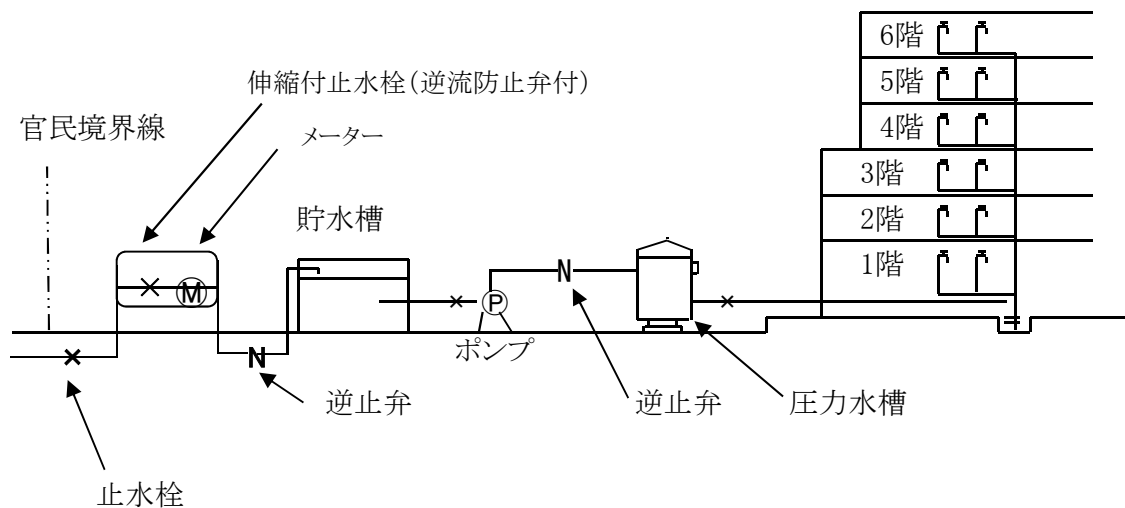 6階
5階
伸縮付止水栓(逆流防止弁付)
官民境界線
メーター
4階
3階
貯水槽
2階
1階
M
N
P
ポンプ
N
逆止弁
逆止弁
圧力水槽
止水栓